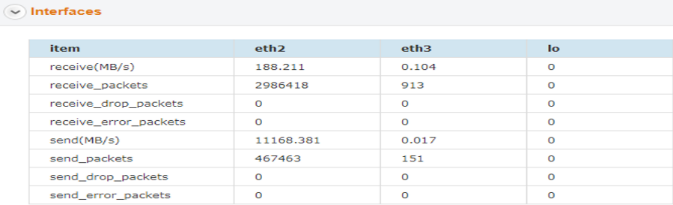 Interfaces
item eth2 eth3 lo
receive(MB/s) 188.211 0.104 0
receive_packets 2986418 913 0
receive_drop_packets 0 0 0
receive_error_packets 0 0 0
send(MB/s) 11168.381 0.017 0
send_packets 467463 151 0
send_drop_packets 0 0 0
send_error_packets 0 0 0